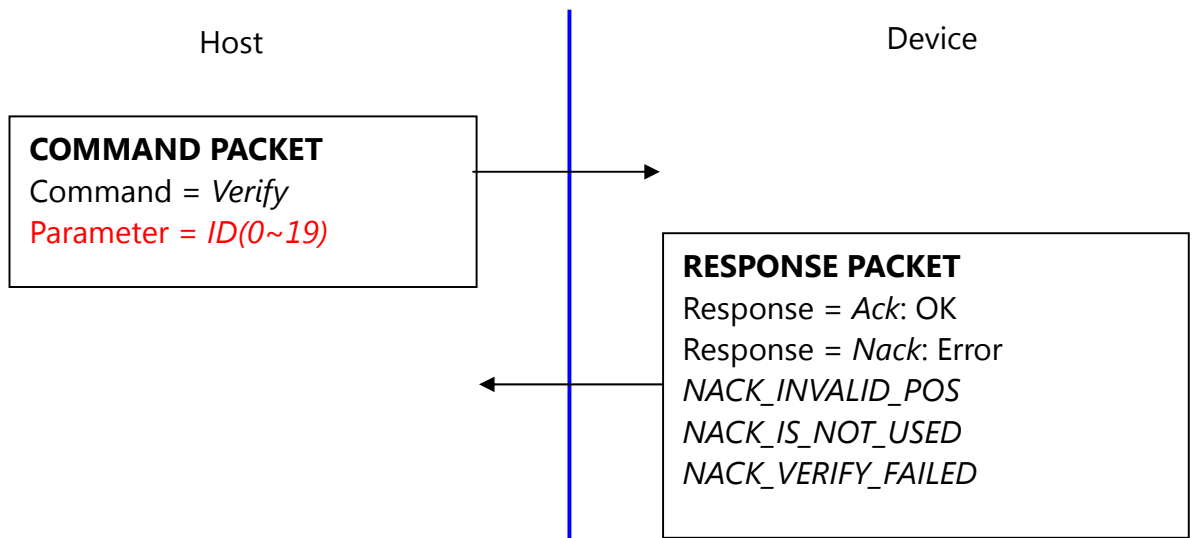 Host
Device
COMMAND PACKET
Command = Verify
Parameter = ID(0~19)
RESPONSE PACKET
Response = Ack: OK
Response = Nack: Error
NACK_INVALID_POS
NACK_IS_NOT_USED
NACK_VERIFY_FAILED